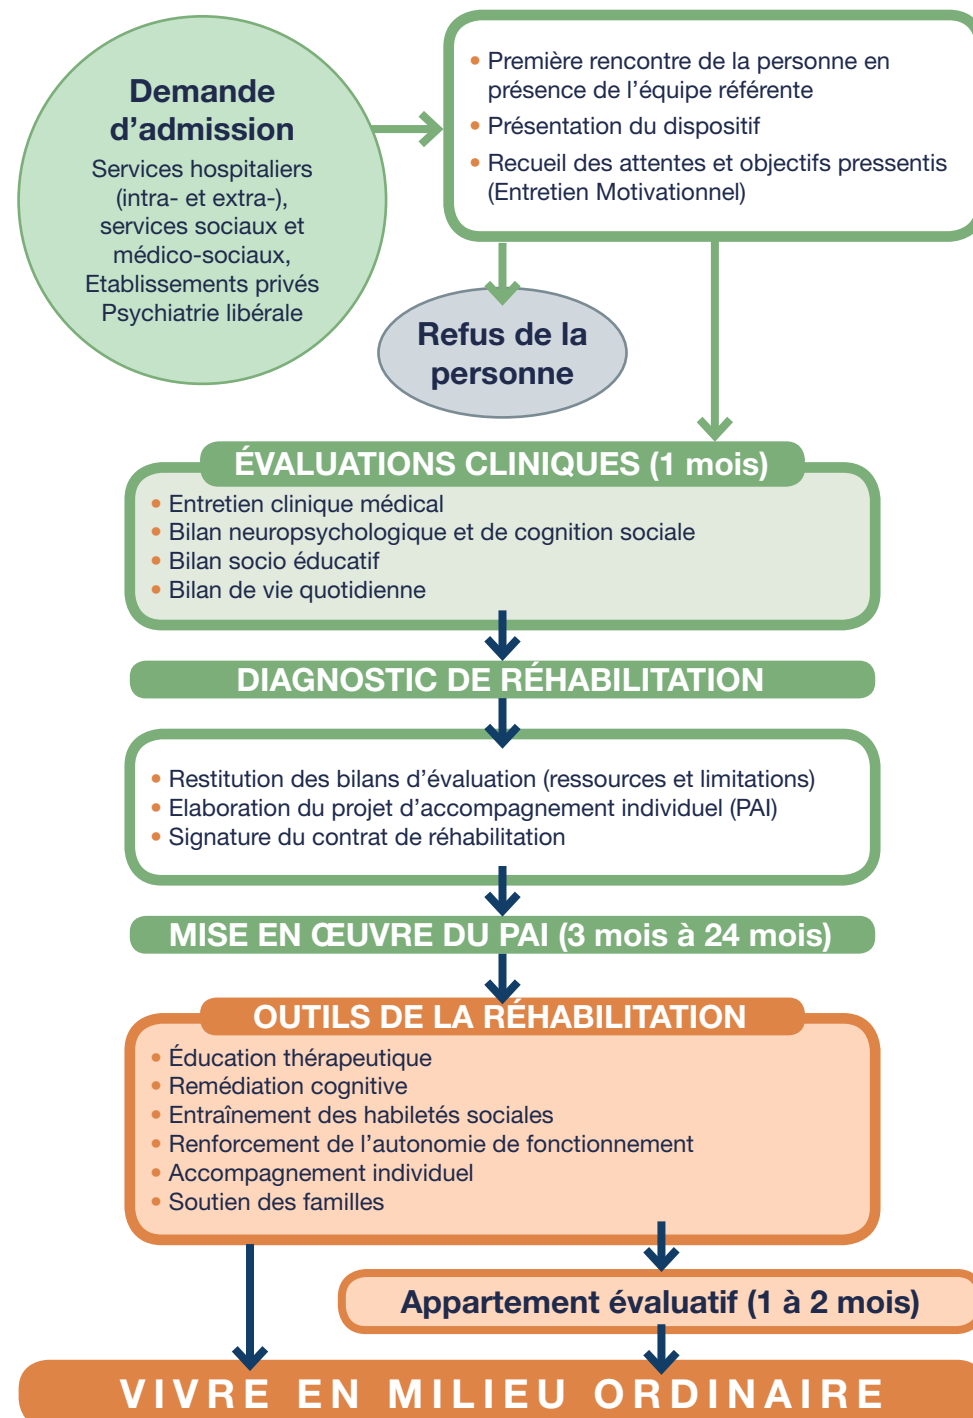 Demande
d’admission
Services hospitaliers
(intra- et extra-),
services sociaux et
médico-sociaux,
Etablissements privés
Psychiatrie libérale
• Première rencontre de la personne en
présence de l’équipe référente
• Présentation du dispositif
• Recueil des attentes et objectifs pressentis
(Entretien Motivationnel)
Refus de la
personne
ÉVALUATIONS CLINIQUES (1 mois)
• Entretien clinique médical
• Bilan neuropsychologique et de cognition sociale
• Bilan socio éducatif
• Bilan de vie quotidienne
DIAGNOSTIC DE RÉHABILITATION
• Restitution des bilans d’évaluation (ressources et limitations)
• Elaboration du projet d’accompagnement individuel (PAI)
• Signature du contrat de réhabilitation
MISE EN ŒUVRE DU PAI (3 mois à 24 mois)
OUTILS DE LA RÉHABILITATION
• Éducation thérapeutique
• Remédiation cognitive
• Entraînement des habiletés sociales
• Renforcement de l’autonomie de fonctionnement
• Accompagnement individuel
• Soutien des familles
Appartement évaluatif (1 à 2 mois)
VIVRE EN MILIEU ORDINAIRE